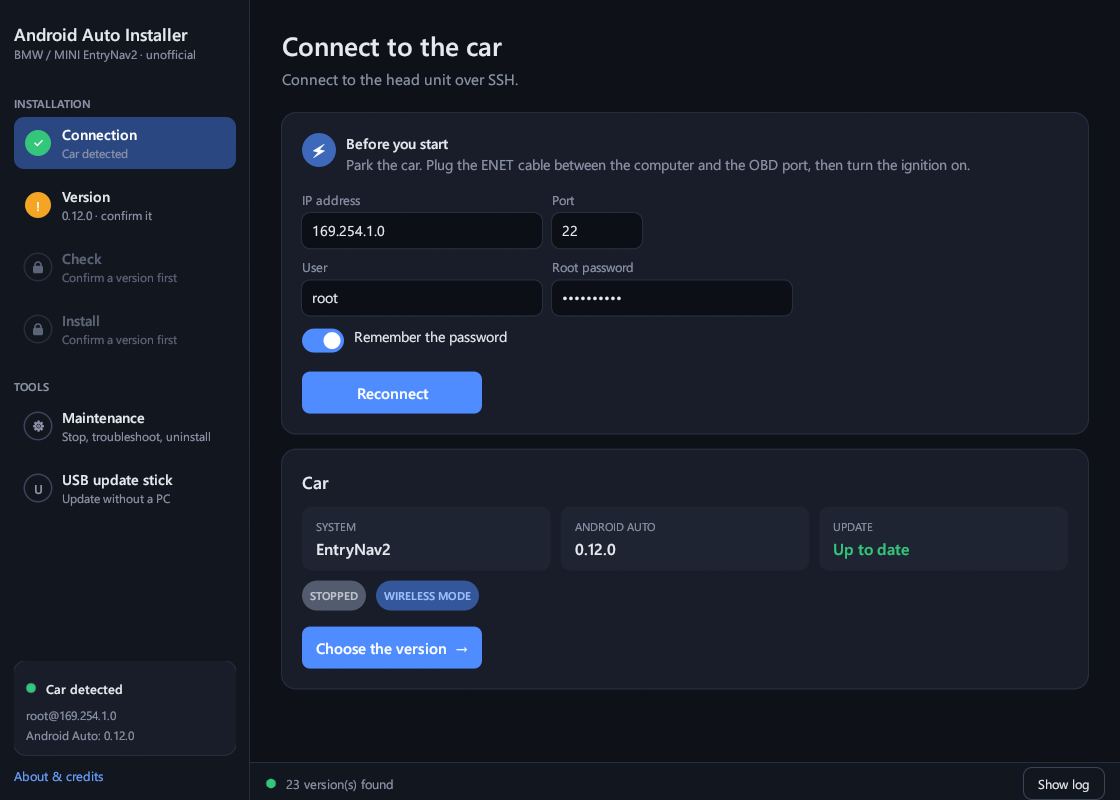 Android Auto Installer
BMW / MINI EntryNav2 · unofficial
INSTALLATION
Connection
Car detected
!
Version
0.12.0 · confirm it
Check
Confirm a version first
Install
Confirm a version first
TOOLS
Maintenance
Stop, troubleshoot, uninstall
U
USB update stick
Update without a PC
Car detected
root@169.254.1.0
Android Auto: 0.12.0
About & credits
Connect to the car
Connect to the head unit over SSH.
Before you start
Park the car. Plug the ENET cable between the computer and the OBD port, then turn the ignition on.
IP address
Port
169.254.1.0
22
User
Root password
root
••••••••••
Remember the password
Reconnect
Car
SYSTEM
EntryNav2
ANDROID AUTO
0.12.0
UPDATE
Up to date
STOPPED
WIRELESS MODE
Choose the version →
23 version(s) found
Show log